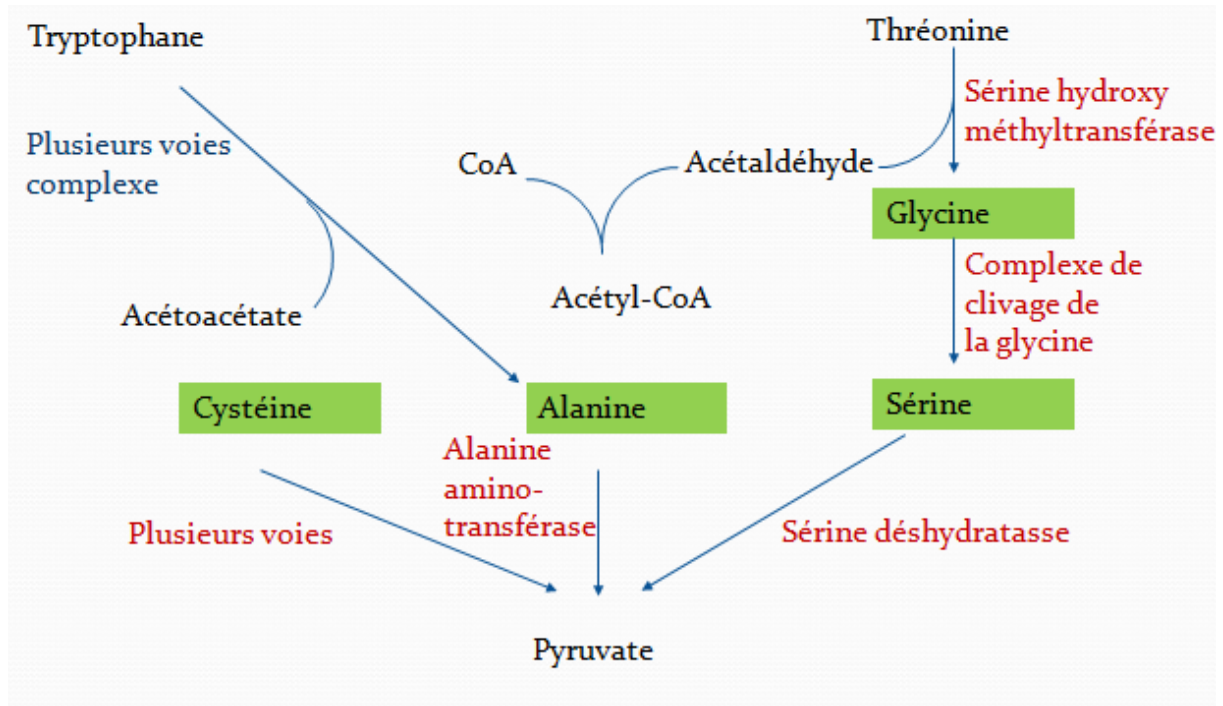 Tryptophane
Thréonine
Sérine hydroxy
méthyltransférase
Plusieurs voies
complexe
CoA
Acétaldéhyde
Glycine
Complexe de
clivage de
la glycine
Acétyl-CoA
Acétoacétate
Cystéine
Alanine
Sérine
Alanine
amino-
transférase
Plusieurs voies
Sérine déshydratasse
Pyruvate